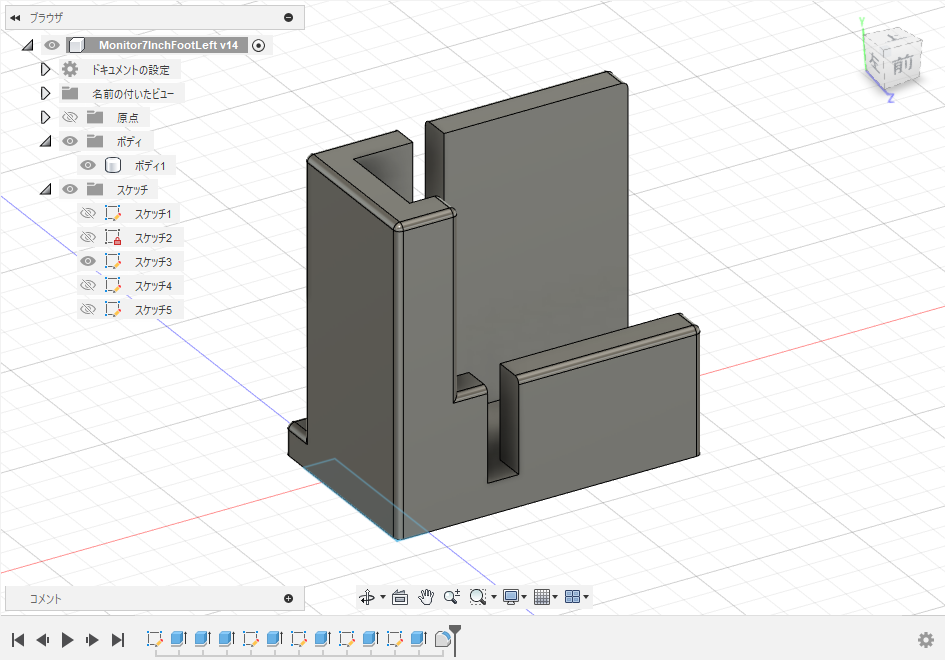 ブラウザ
Monitor7InchFootLeft v14
ドキュメントの設定
名前の付いたビュー
原点
ボディ
ボディ1
スケッチ
スケッチ1
スケッチ2
スケッチ3
スケッチ4
スケッチ5
Y
上
左
前
Z
コメント